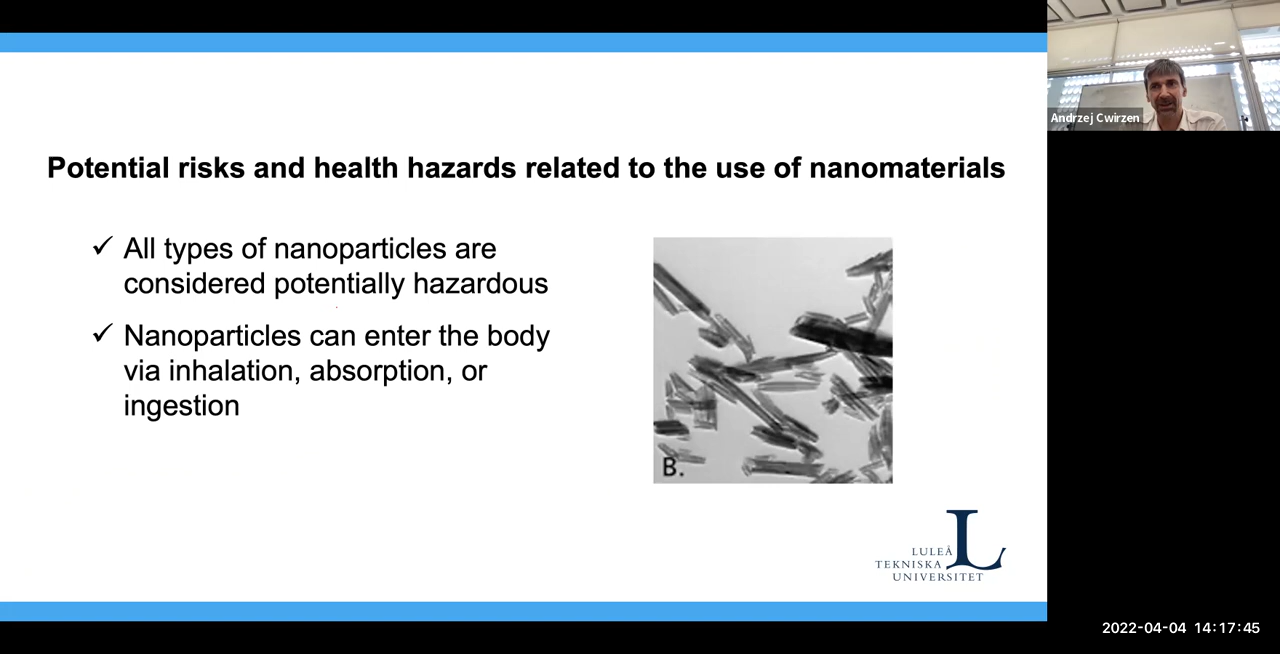 Andrzej Cwirzen
Potential risks and health hazards related to the use of nanomaterials
✓ All types of nanoparticles are
considered potentially hazardous
✓ Nanoparticles can enter the body
via inhalation, absorption, or
ingestion
B.
LULEÅ
TEKNISKA
UNIVERSITET
L
2022-04-04 14:17:45